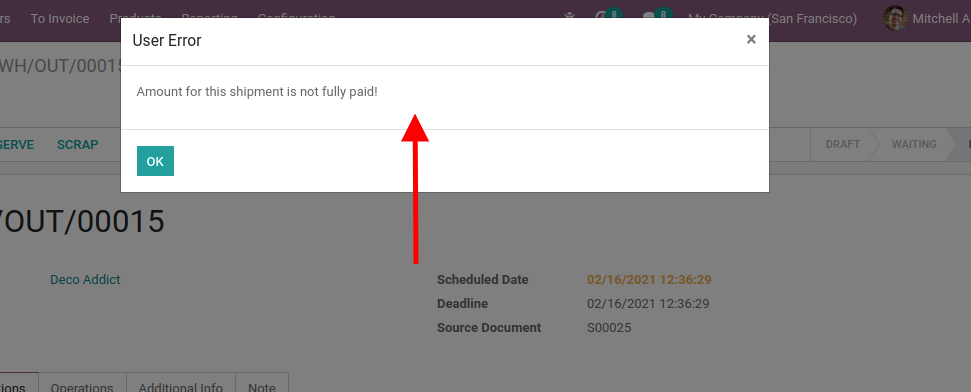 rs To Invoice Products Reporting Configuration 8 8 My Company (San Francisco) Mitchell A
User Error ×
WH/OUT/00015
Amount for this shipment is not fully paid!
SERVE SCRAP DRAFT WAITING
OK
/OUT/00015
Deco Addict Scheduled Date 02/16/2021 12:36:29
Deadline 02/16/2021 12:36:29
Source Document S00025
tions Operations Additional Info Note